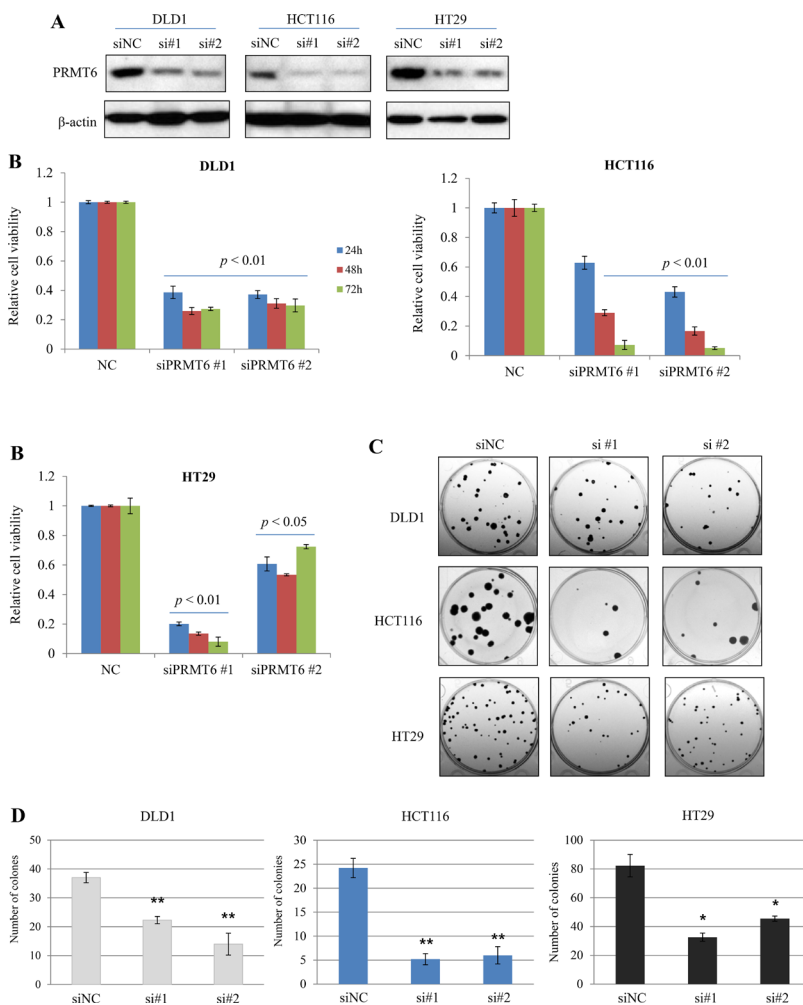 A
DLD1 HCT116 HT29
siNC si#1 si#2 siNC si#1 si#2 siNC si#1 si#2
PRMT6
β-actin
B
DLD1
Relative cell viability
1.2
1
0.8
0.6
0.4
0.2
0
p < 0.01
24h
48h
72h
NC siPRMT6 #1 siPRMT6 #2
HCT116
Relative cell viability
1.2
1
0.8
0.6
0.4
0.2
0
p < 0.01
NC siPRMT6 #1 siPRMT6 #2
B
HT29
Relative cell viability
1.2
1
0.8
0.6
0.4
0.2
0
p < 0.01
p < 0.05
NC siPRMT6 #1 siPRMT6 #2
C
siNC si #1 si #2
DLD1
HCT116
HT29
D
DLD1
Number of colones
50
40
30
20
10
0
** **
siNC si#1 si#2
HCT116
Number of colonies
30
25
20
15
10
5
0
** **
siNC si#1 si#2
HT29
Number of colonies
100
80
60
40
20
0
* *
siNC si#1 si#2